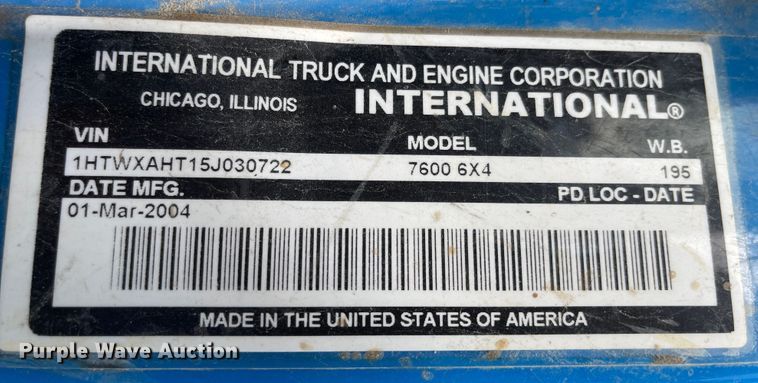 INTERNATIONAL TRUCK AND ENGINE CORPORATION
CHICAGO, ILLINOIS INTERNATIONAL®
VIN MODEL W.B.
1HTWXAHT15J030722 7600 6X4 195
DATE MFG. PD LOC - DATE
01-Mar-2004
MADE IN THE UNITED STATES OF AMERICA
Purple Wave Auction